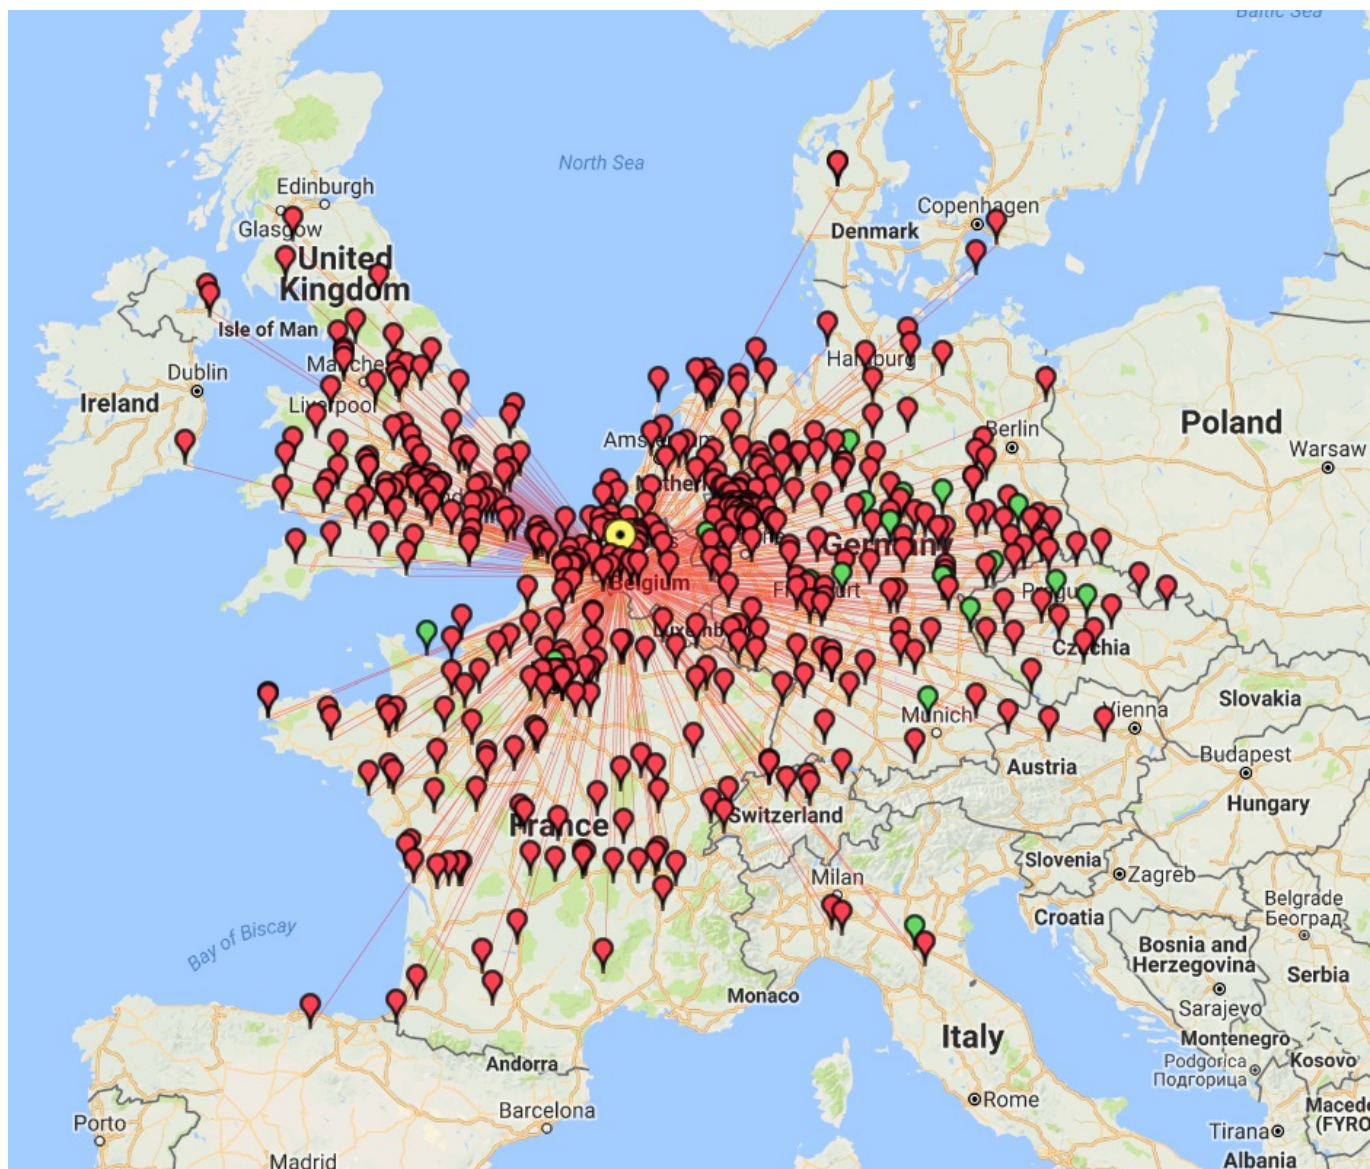 Baltic Sea
North Sea
Edinburgh
Glasgow
United
Kingdom
Copenhagen
Denmark
Isle of Man
Dublin
Ireland
Liverpool
Berlin
Poland
Warsaw
Germany
Belgium
Czechia
Slovakia
Munich
Vienna
Budapest
Austria
Hungary
France
Switzerland
Slovenia
Zagreb
Milan
Croatia
Belgrade
Београд
Bay of Biscay
Bosnia and
Herzegovina
Serbia
Monaco
Sarajevo
Italy
Montenegro
Kosovo
Andorra
Podgorica
Подгорица
Rome
Barcelona
Porto
Tirana
(FYRO
Madrid
Albania